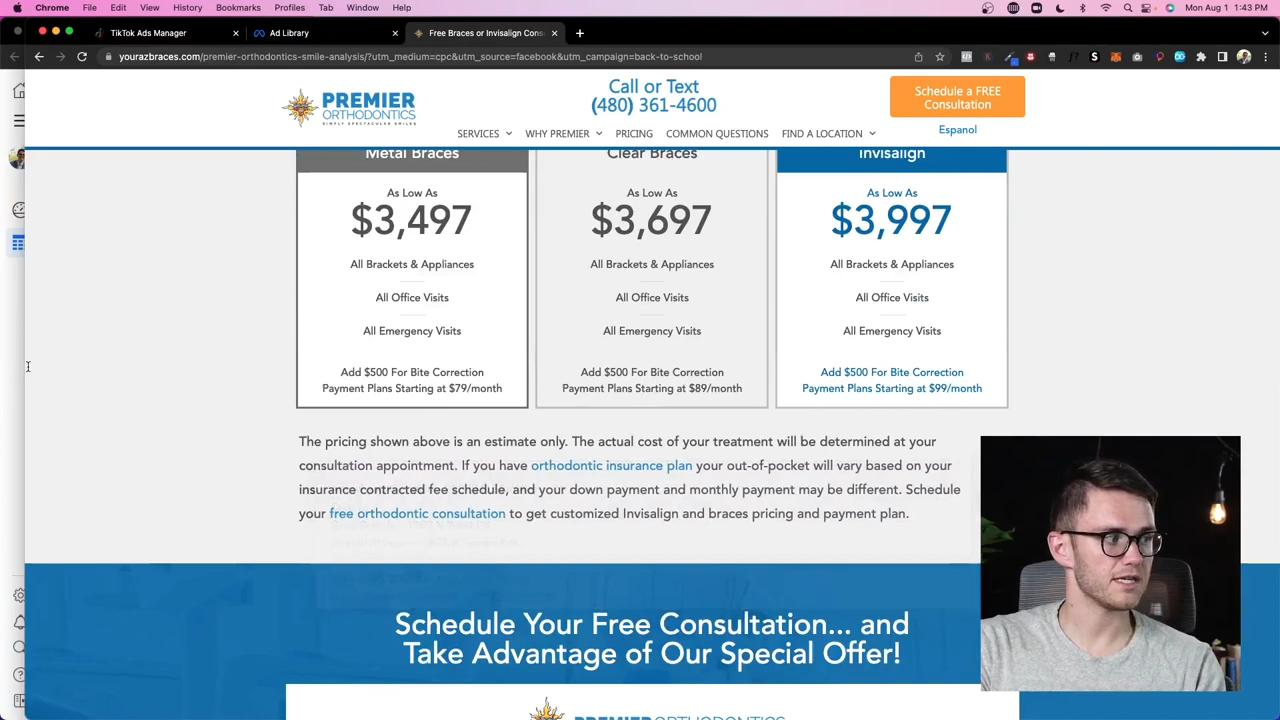 Chrome File Edit View History Bookmarks Profiles Tab Window Help
Mon Aug 1 1:43 PM
TikTok Ads Manager
Ad Library
Free Braces or Invisalign Cons
yourazbraces.com/premier-orthodontics-smile-analysis/?utm_medium=cpc&utm_source=facebook&utm_campaign=back-to-school
PREMIER
ORTHODONTICS
SIMPLY SPECTACULAR SMILES
Call or Text
(480) 361-4600
Schedule a FREE
Consultation
Espanol
SERVICES WHY PREMIER PRICING COMMON QUESTIONS FIND A LOCATION
Metal Braces
As Low As
$3,497
All Brackets & Appliances
All Office Visits
All Emergency Visits
Add $500 For Bite Correction
Payment Plans Starting at $79/month
Clear Braces
As Low As
$3,697
All Brackets & Appliances
All Office Visits
All Emergency Visits
Add $500 For Bite Correction
Payment Plans Starting at $89/month
Invisalign
As Low As
$3,997
All Brackets & Appliances
All Office Visits
All Emergency Visits
Add $500 For Bite Correction
Payment Plans Starting at $99/month
The pricing shown above is an estimate only. The actual cost of your treatment will be determined at your
consultation appointment. If you have orthodontic insurance plan your out-of-pocket will vary based on your
insurance contracted fee schedule, and your down payment and monthly payment may be different. Schedule
your free orthodontic consultation to get customized Invisalign and braces pricing and payment plan.
Schedule Your Free Consultation... and
Take Advantage of Our Special Offer!
PREMIER ORTHODONTICS